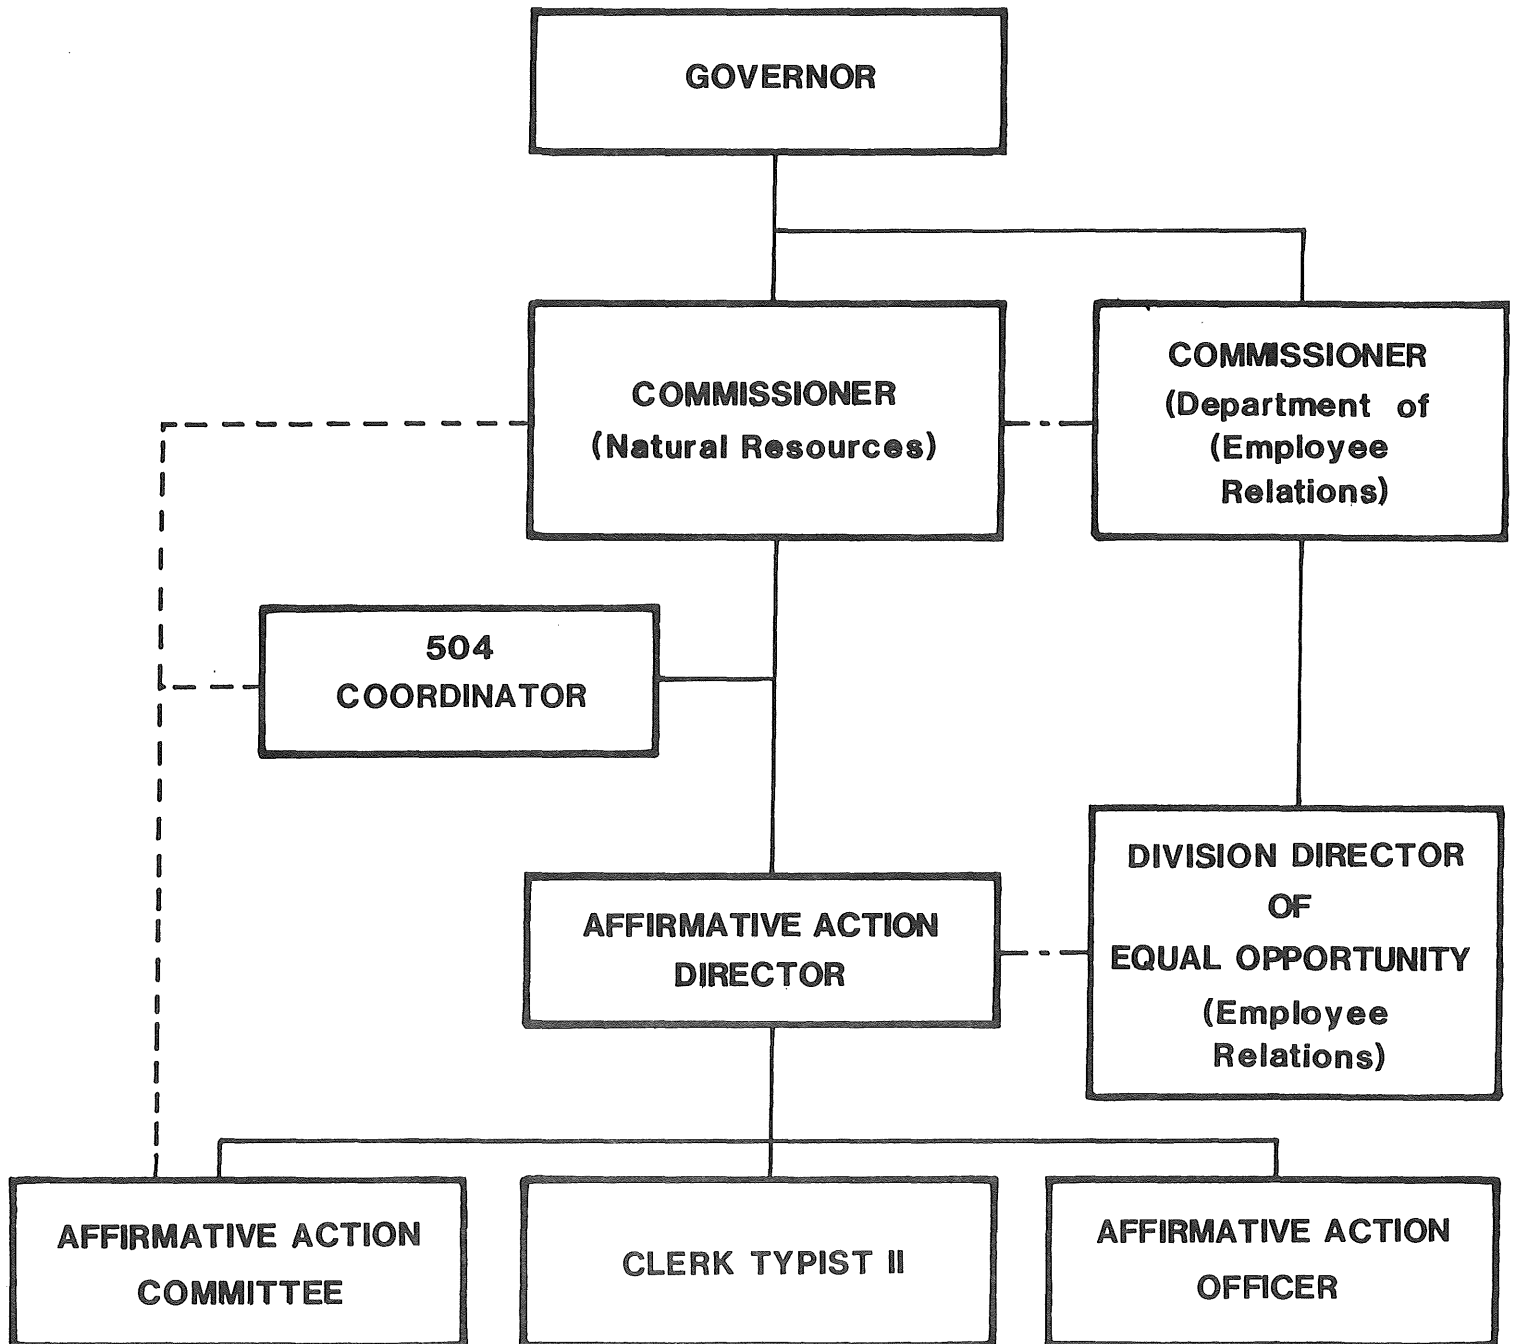 GOVERNOR
COMMISSIONER
(Natural Resources)
COMMISSIONER
(Department of
(Employee
Relations)
504
COORDINATOR
AFFIRMATIVE ACTION
DIRECTOR
DIVISION DIRECTOR
OF
EQUAL OPPORTUNITY
(Employee
Relations)
AFFIRMATIVE ACTION
COMMITTEE
CLERK TYPIST II
AFFIRMATIVE ACTION
OFFICER